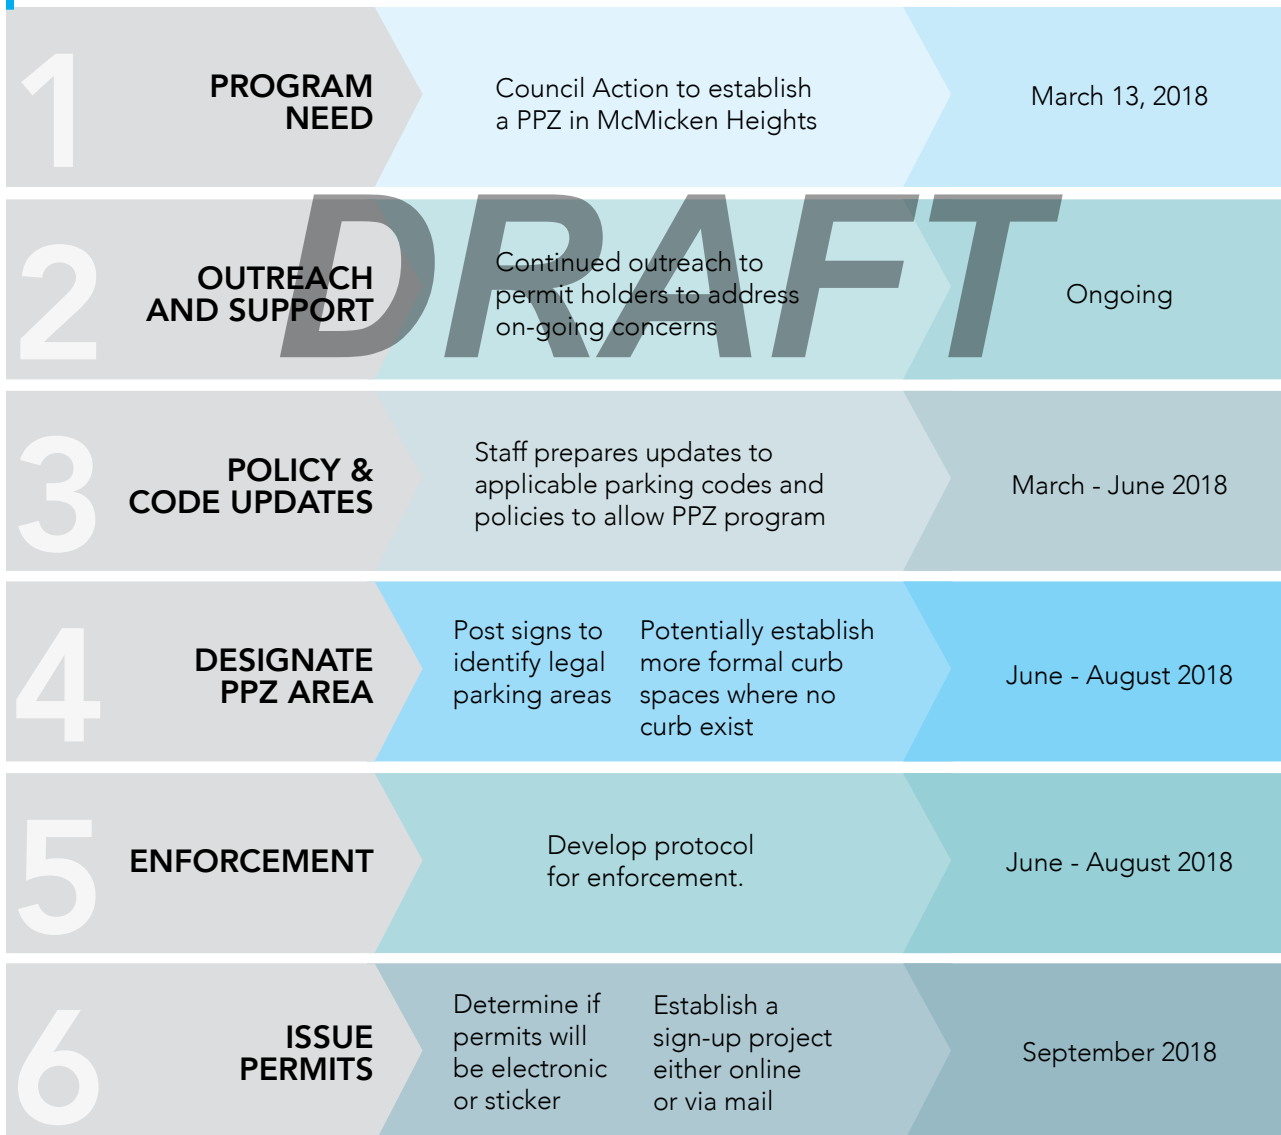 1
PROGRAM
NEED
Council Action to establish
a PPZ in McMicken Heights
March 13, 2018
DRAFT
2
OUTREACH
AND SUPPORT
Continued outreach to
permit holders to address
on-going concerns
Ongoing
3
POLICY &
CODE UPDATES
Staff prepares updates to
applicable parking codes and
policies to allow PPZ program
March - June 2018
4
DESIGNATE
PPZ AREA
Post signs to
identify legal
parking areas
Potentially establish
more formal curb
spaces where no
curb exist
June - August 2018
5
ENFORCEMENT
Develop protocol
for enforcement.
June - August 2018
6
ISSUE
PERMITS
Determine if
permits will
be electronic
or sticker
Establish a
sign-up project
either online
or via mail
September 2018